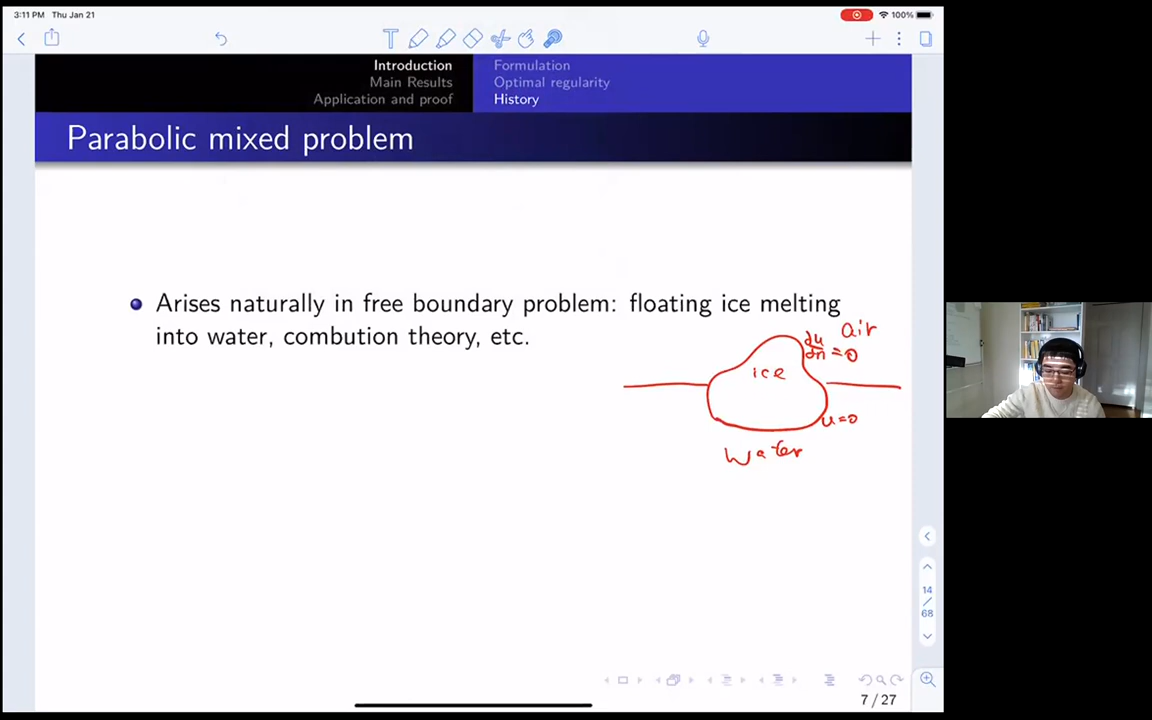 3:11 PM Thu Jan 21
100%
Introduction
Main Results
Application and proof
Formulation
Optimal regularity
History
Parabolic mixed problem
Arises naturally in free boundary problem: floating ice melting
into water, combution theory, etc.
air
∂u/∂n = 0
ice
u=0
Water
14
/
68
7 / 27